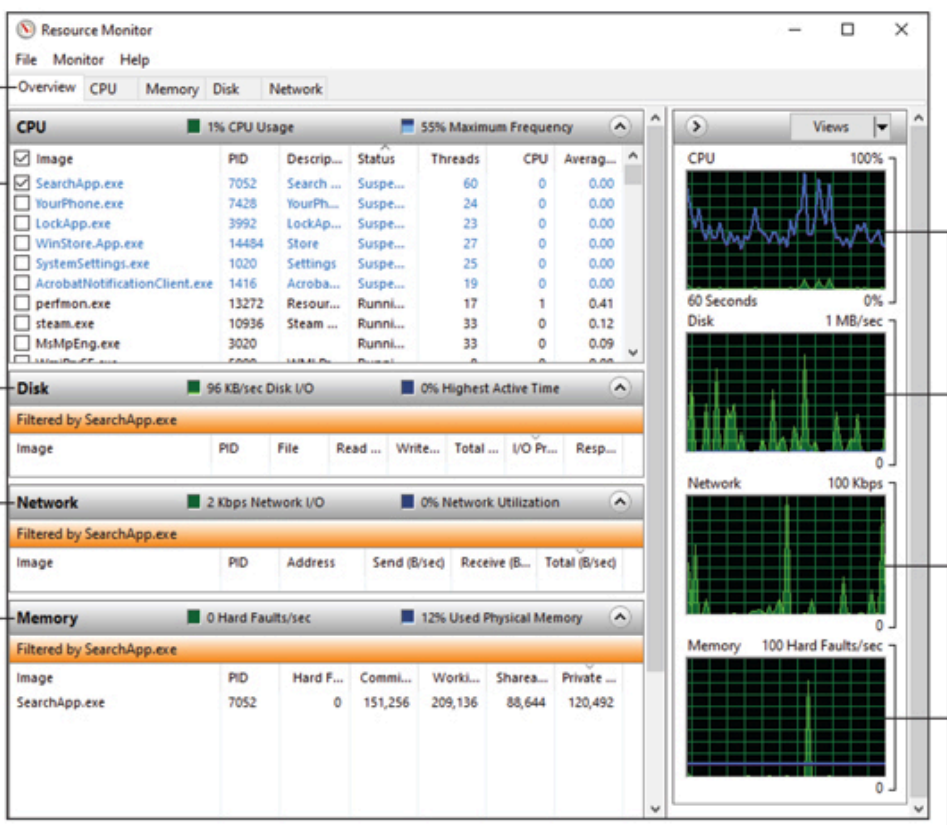 Resource Monitor
File Monitor Help
Overview CPU Memory Disk Network
CPU 1% CPU Usage 55% Maximum Frequency
Image PID Descrip... Status Threads CPU Averag...
SearchApp.exe 7052 Search ... Suspe... 60 0 0.00
YourPhone.exe 7428 YourPh... Suspe... 24 0 0.00
LockApp.exe 3992 LockAp... Suspe... 23 0 0.00
WinStore.App.exe 14484 Store Suspe... 27 0 0.00
SystemSettings.exe 1020 Settings Suspe... 25 0 0.00
AcrobatNotificationClient.exe 1416 Acroba... Suspe... 19 0 0.00
perfmon.exe 13272 Resour... Runni... 17 1 0.41
steam.exe 10936 Steam ... Runni... 33 0 0.12
MsMpEng.exe 3020 Runni... 33 0 0.09
Disk 96 KB/sec Disk I/O 0% Highest Active Time
Filtered by SearchApp.exe
Image PID File Read ... Write... Total ... I/O Pr... Resp...
Network 2 Kbps Network I/O 0% Network Utilization
Filtered by SearchApp.exe
Image PID Address Send (B/sec) Receive (B... Total (B/sec)
Memory 0 Hard Faults/sec 12% Used Physical Memory
Filtered by SearchApp.exe
Image PID Hard F... Commi... Worki... Sharea... Private ...
SearchApp.exe 7052 0 151,256 209,136 88,644 120,492
Views
CPU 100%
60 Seconds 0%
Disk 1 MB/sec
0
Network 100 Kbps
0
Memory 100 Hard Faults/sec
0